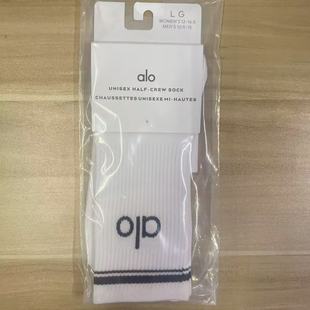 LG
alo
UNISEX HALF-CREW SOCK
CHAUSSETTES UNISEXE MI-HAUTES
alo